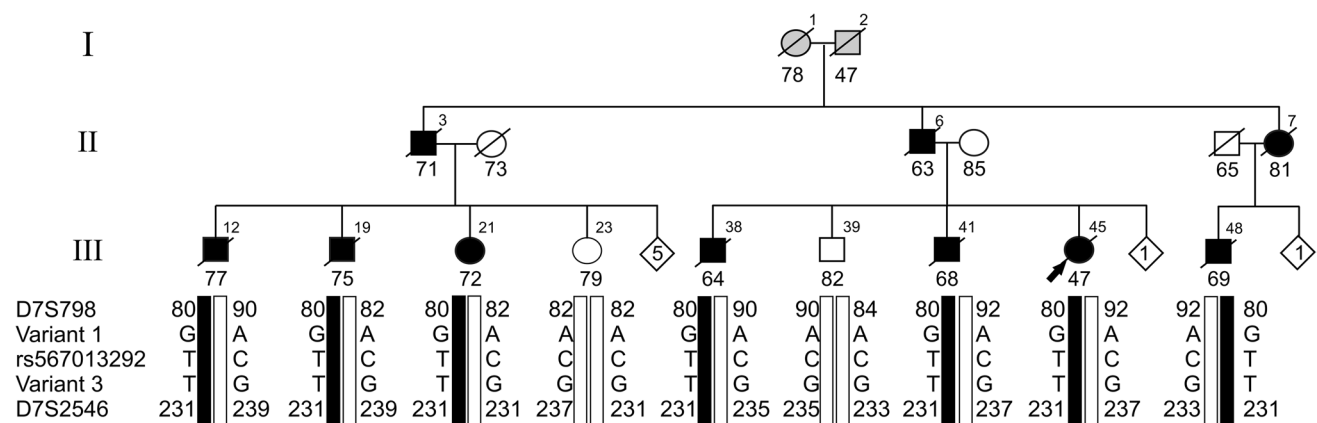 1 2
I
78 47
3 6 7
II
71 73 63 85 65 81
12 19 21 23 38 39 41 45 48
III
5 1 1
77 75 72 79 64 82 68 47 69
D7S798 80 90 80 82 80 82 82 82 80 90 90 84 80 92 80 92 92 80
Variant 1 G A G A G A A A G A A A G A G A A G
rs567013292 T C T C T C C C T C C C T C T C C T
Variant 3 T G T G T G G G T G G G T G T G G T
D7S2546 231 239 231 239 231 231 237 231 231 235 235 233 231 237 231 237 233 231